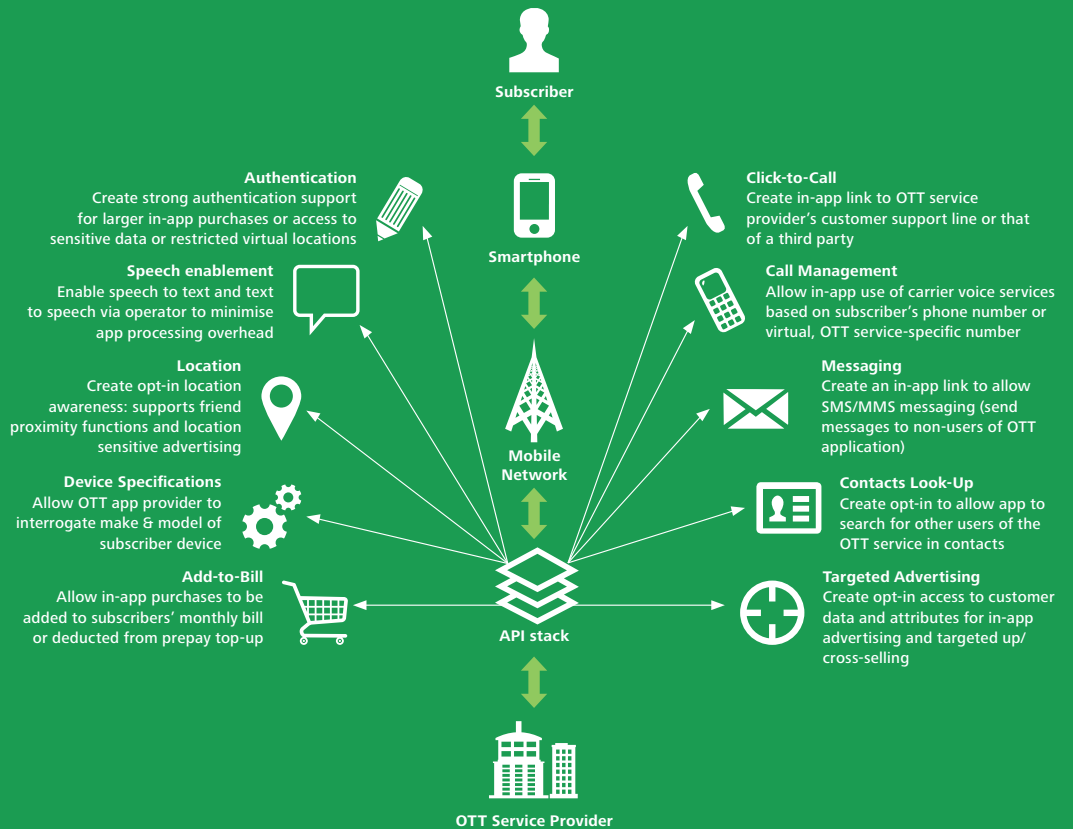 Subscriber
Authentication
Create strong authentication support
for larger in-app purchases or access to
sensitive data or restricted virtual locations
Smartphone
Click-to-Call
Create in-app link to OTT service
provider's customer support line or that
of a third party
Speech enablement
Enable speech to text and text
to speech via operator to minimise
app processing overhead
Call Management
Allow in-app use of carrier voice services
based on subscriber's phone number or
virtual, OTT service-specific number
Location
Create opt-in location
awareness: supports friend
proximity functions and location
sensitive advertising
Mobile
Network
Messaging
Create an in-app link to allow
SMS/MMS messaging (send
messages to non-users of OTT
application)
Device Specifications
Allow OTT app provider to
interrogate make & model of
subscriber device
Contacts Look-Up
Create opt-in to allow app to
search for other users of the
OTT service in contacts
Add-to-Bill
Allow in-app purchases to be
added to subscribers' monthly bill
or deducted from prepay top-up
API stack
Targeted Advertising
Create opt-in access to customer
data and attributes for in-app
advertising and targeted up/
cross-selling
OTT Service Provider